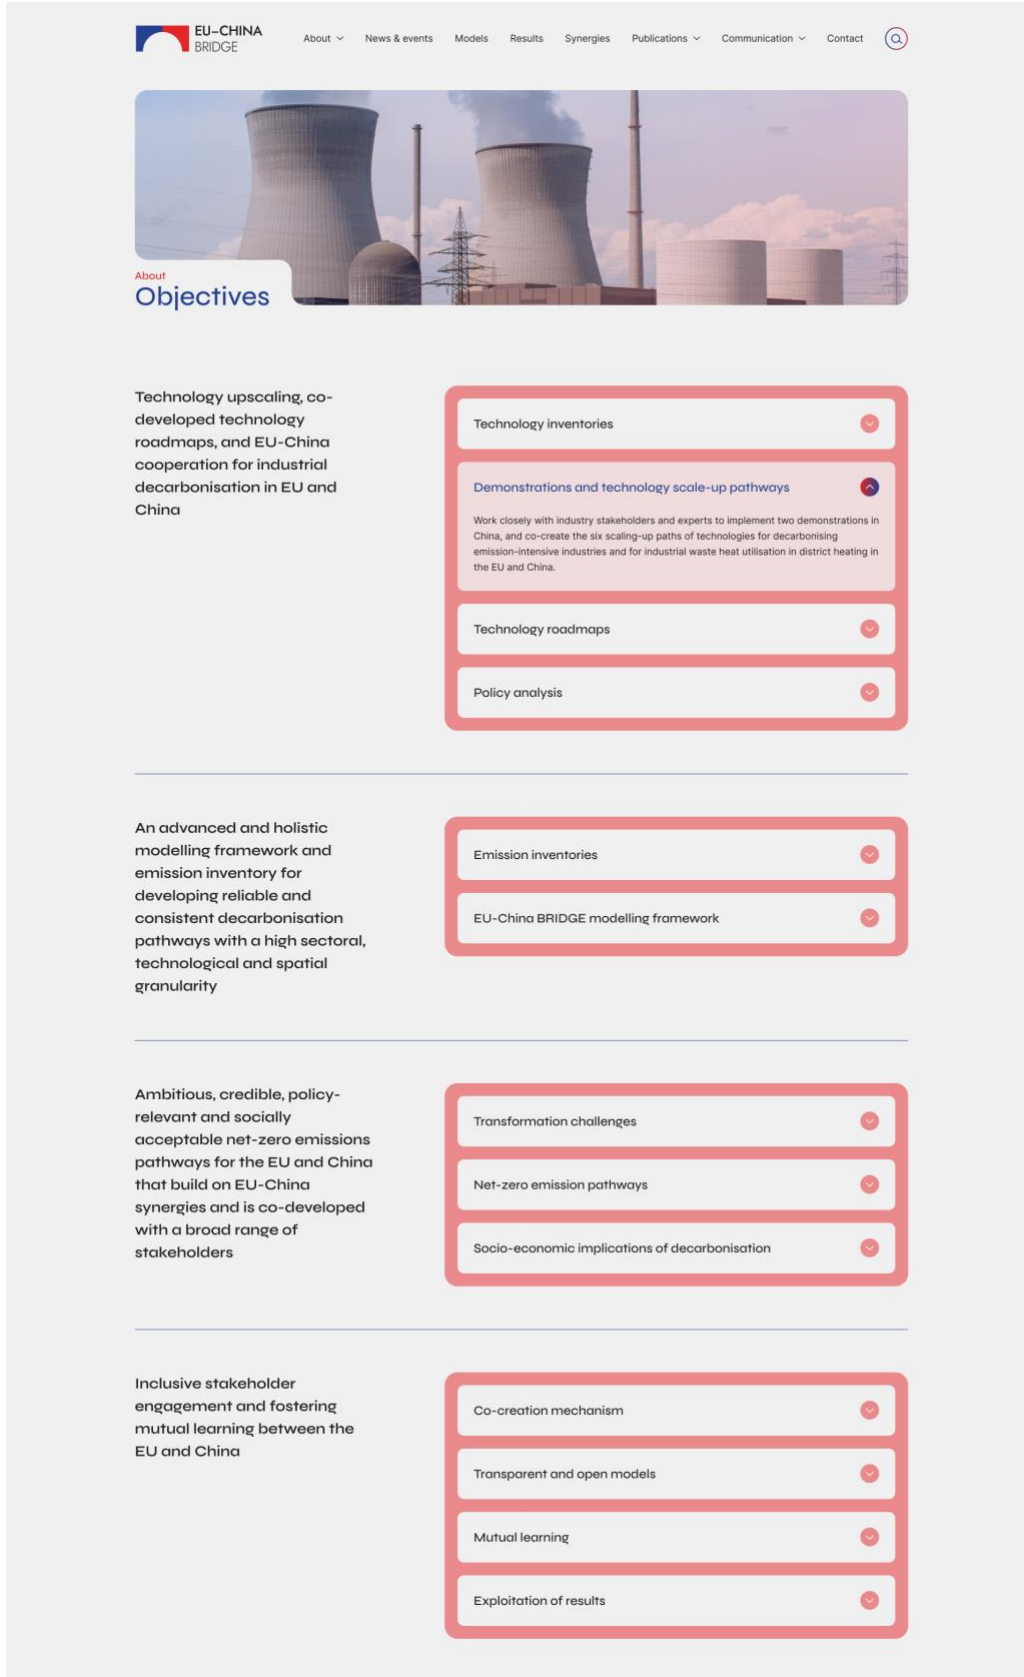 EU-CHINA
BRIDGE
About
News & events
Models
Results
Synergies
Publications
Communication
Contact
About
Objectives
Technology upscaling, co-
developed technology
roadmaps, and EU-China
cooperation for industrial
decarbonisation in EU and
China
Technology inventories
Demonstrations and technology scale-up pathways
Work closely with industry stakeholders and experts to implement two demonstrations in
China, and co-create the six scaling-up paths of technologies for decarbonising
emission-intensive industries and for industrial waste heat utilisation in district heating in
the EU and China.
Technology roadmaps
Policy analysis
An advanced and holistic
modelling framework and
emission inventory for
developing reliable and
consistent decarbonisation
pathways with a high sectoral,
technological and spatial
granularity
Emission inventories
EU-China BRIDGE modelling framework
Ambitious, credible, policy-
relevant and socially
acceptable net-zero emissions
pathways for the EU and China
that build on EU-China
synergies and is co-developed
with a broad range of
stakeholders
Transformation challenges
Net-zero emission pathways
Socio-economic implications of decarbonisation
Inclusive stakeholder
engagement and fostering
mutual learning between the
EU and China
Co-creation mechanism
Transparent and open models
Mutual learning
Exploitation of results